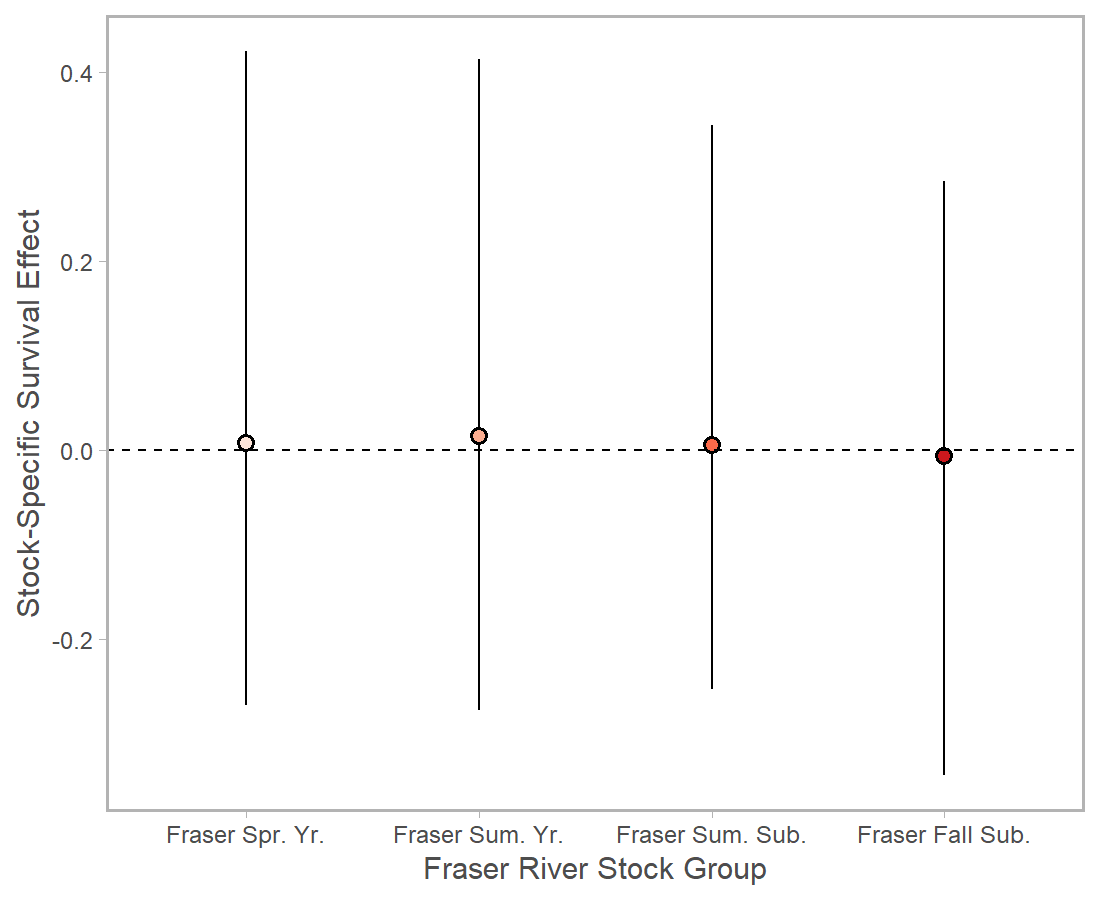 Stock-Specific Survival Effect
0.4
0.2
0.0
-0.2
Fraser Spr. Yr.
Fraser Sum. Yr.
Fraser Sum. Sub.
Fraser Fall Sub.
Fraser River Stock Group